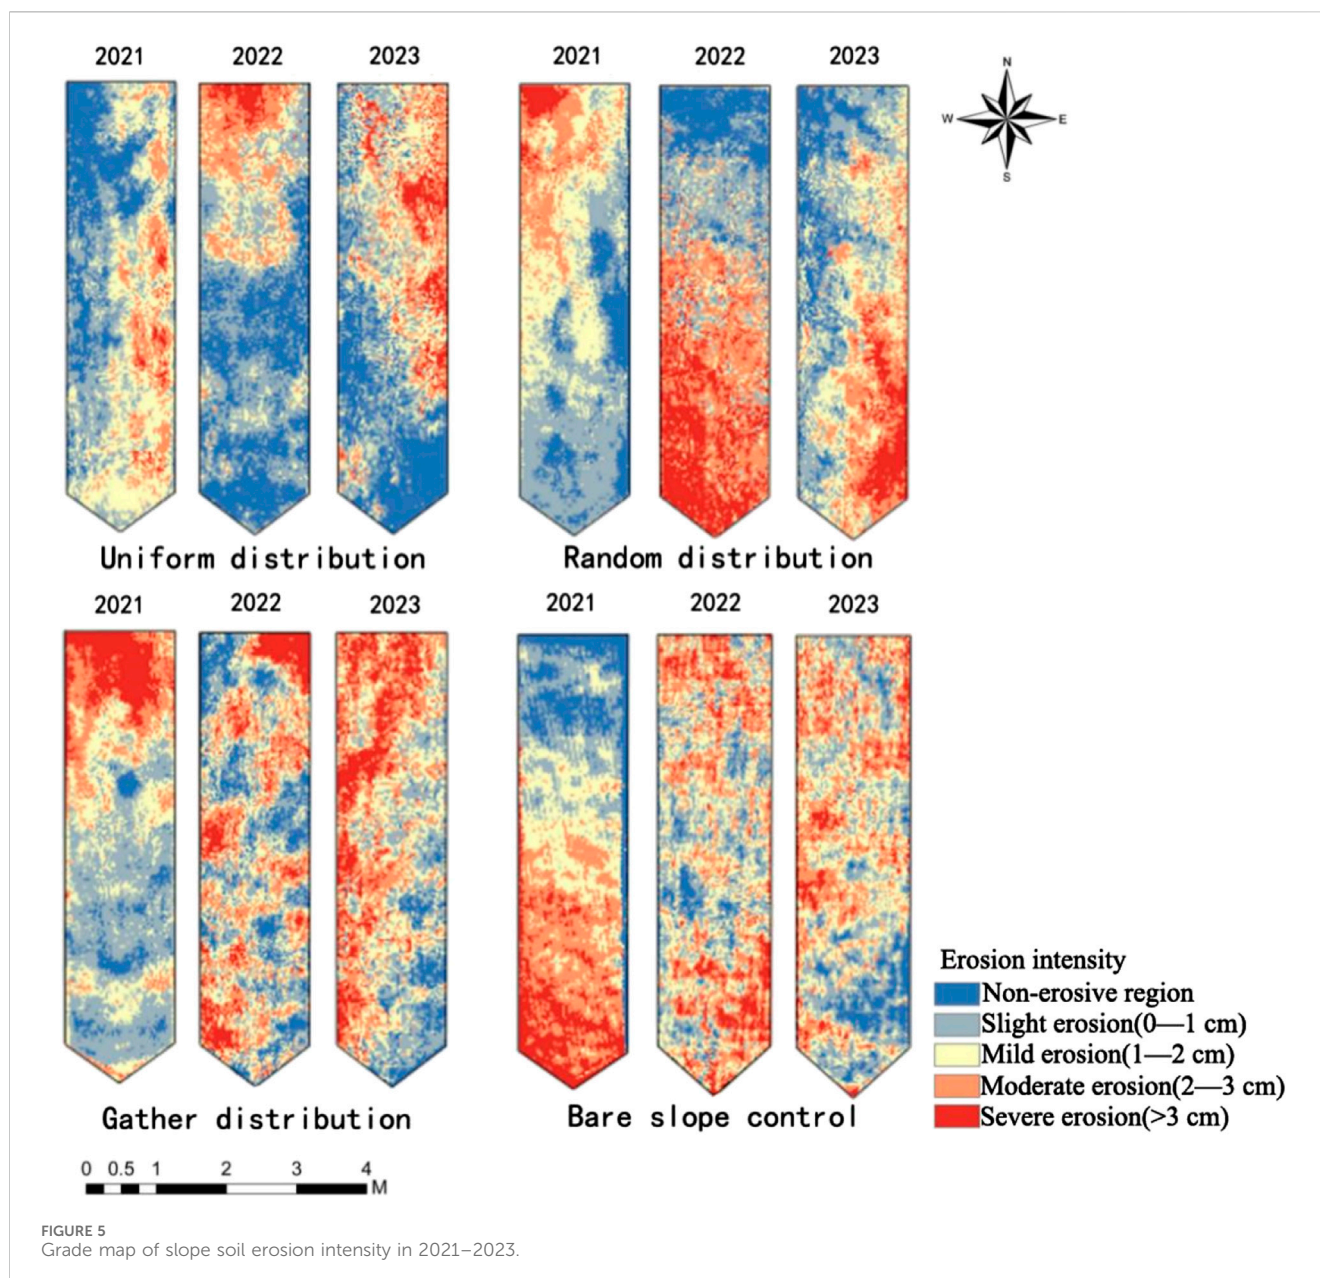 2021 2022 2023 2021 2022 2023
N
W E
S
Uniform distribution Random distribution
2021 2022 2023 2021 2022 2023
Erosion intensity
Non-erosive region
Slight erosion(0—1 cm)
Mild erosion(1—2 cm)
Moderate erosion(2—3 cm)
Severe erosion(>3 cm)
Gather distribution Bare slope control
0 0.5 1 2 3 4
M
FIGURE 5
Grade map of slope soil erosion intensity in 2021–2023.